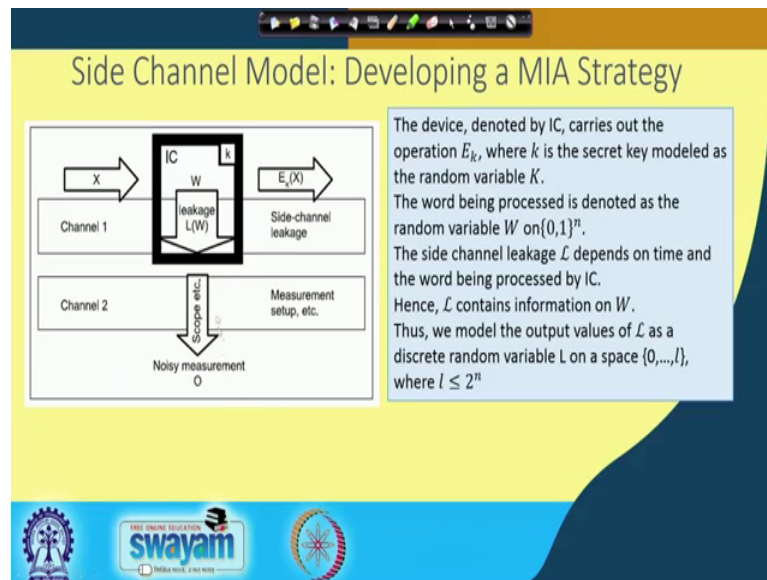 Side Channel Model: Developing a MIA Strategy
X
IC
k
W
leakage
L(W)
E_k(X)
Channel 1
Side-channel
leakage
Channel 2
Scope etc.
Measurement
setup, etc.
Noisy measurement
O
The device, denoted by IC, carries out the
operation E_k, where k is the secret key modeled as
the random variable K.
The word being processed is denoted as the
random variable W on{0,1}^n.
The side channel leakage ℒ depends on time and
the word being processed by IC.
Hence, ℒ contains information on W.
Thus, we model the output values of ℒ as a
discrete random variable L on a space {0,...,l},
where l ≤ 2^n
FREE ONLINE EDUCATION
swayam